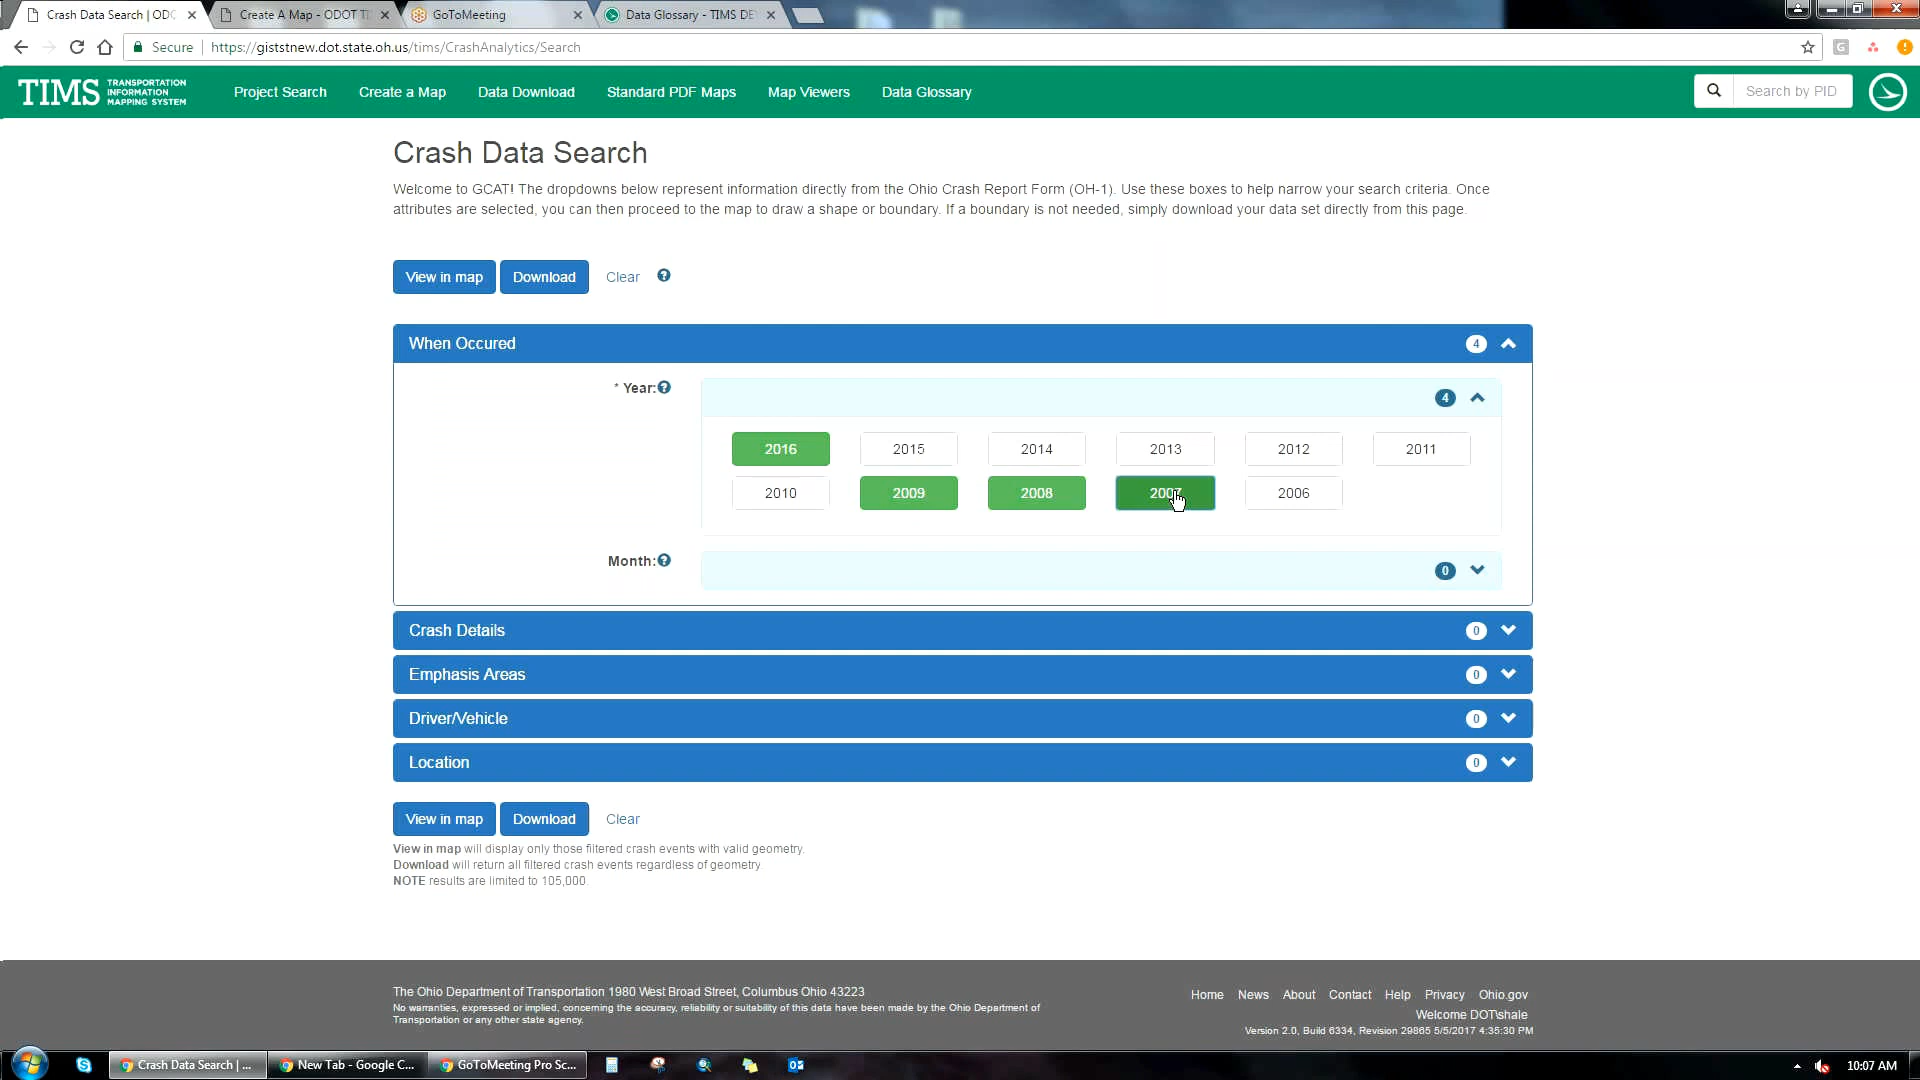 Crash Data Search | ODC
Create A Map - ODOT TI
GoToMeeting
Data Glossary - TIMS DE
Secure
https://giststnew.dot.state.oh.us/tims/CrashAnalytics/Search
TIMS TRANSPORTATION
INFORMATION
MAPPING SYSTEM
Project Search
Create a Map
Data Download
Standard PDF Maps
Map Viewers
Data Glossary
Search by PID
Crash Data Search
Welcome to GCAT! The dropdowns below represent information directly from the Ohio Crash Report Form (OH-1). Use these boxes to help narrow your search criteria. Once
attributes are selected, you can then proceed to the map to draw a shape or boundary. If a boundary is not needed, simply download your data set directly from this page.
View in map
Download
Clear
?
When Occured
4
* Year:?
4
2016
2015
2014
2013
2012
2011
2010
2009
2008
2007
2006
Month:?
0
Crash Details
0
Emphasis Areas
0
Driver/Vehicle
0
Location
0
View in map
Download
Clear
View in map will display only those filtered crash events with valid geometry.
Download will return all filtered crash events regardless of geometry.
NOTE results are limited to 105,000.
The Ohio Department of Transportation 1980 West Broad Street, Columbus Ohio 43223
No warranties, expressed or implied, concerning the accuracy, reliability or suitability of this data have been made by the Ohio Department of
Transportation or any other state agency.
Home
News
About
Contact
Help
Privacy
Ohio.gov
Welcome DOT\shale
Version 2.0, Build 6334, Revision 29865 5/5/2017 4:35:30 PM
Crash Data Search | ...
New Tab - Google C...
GoToMeeting Pro Sc...
10:07 AM